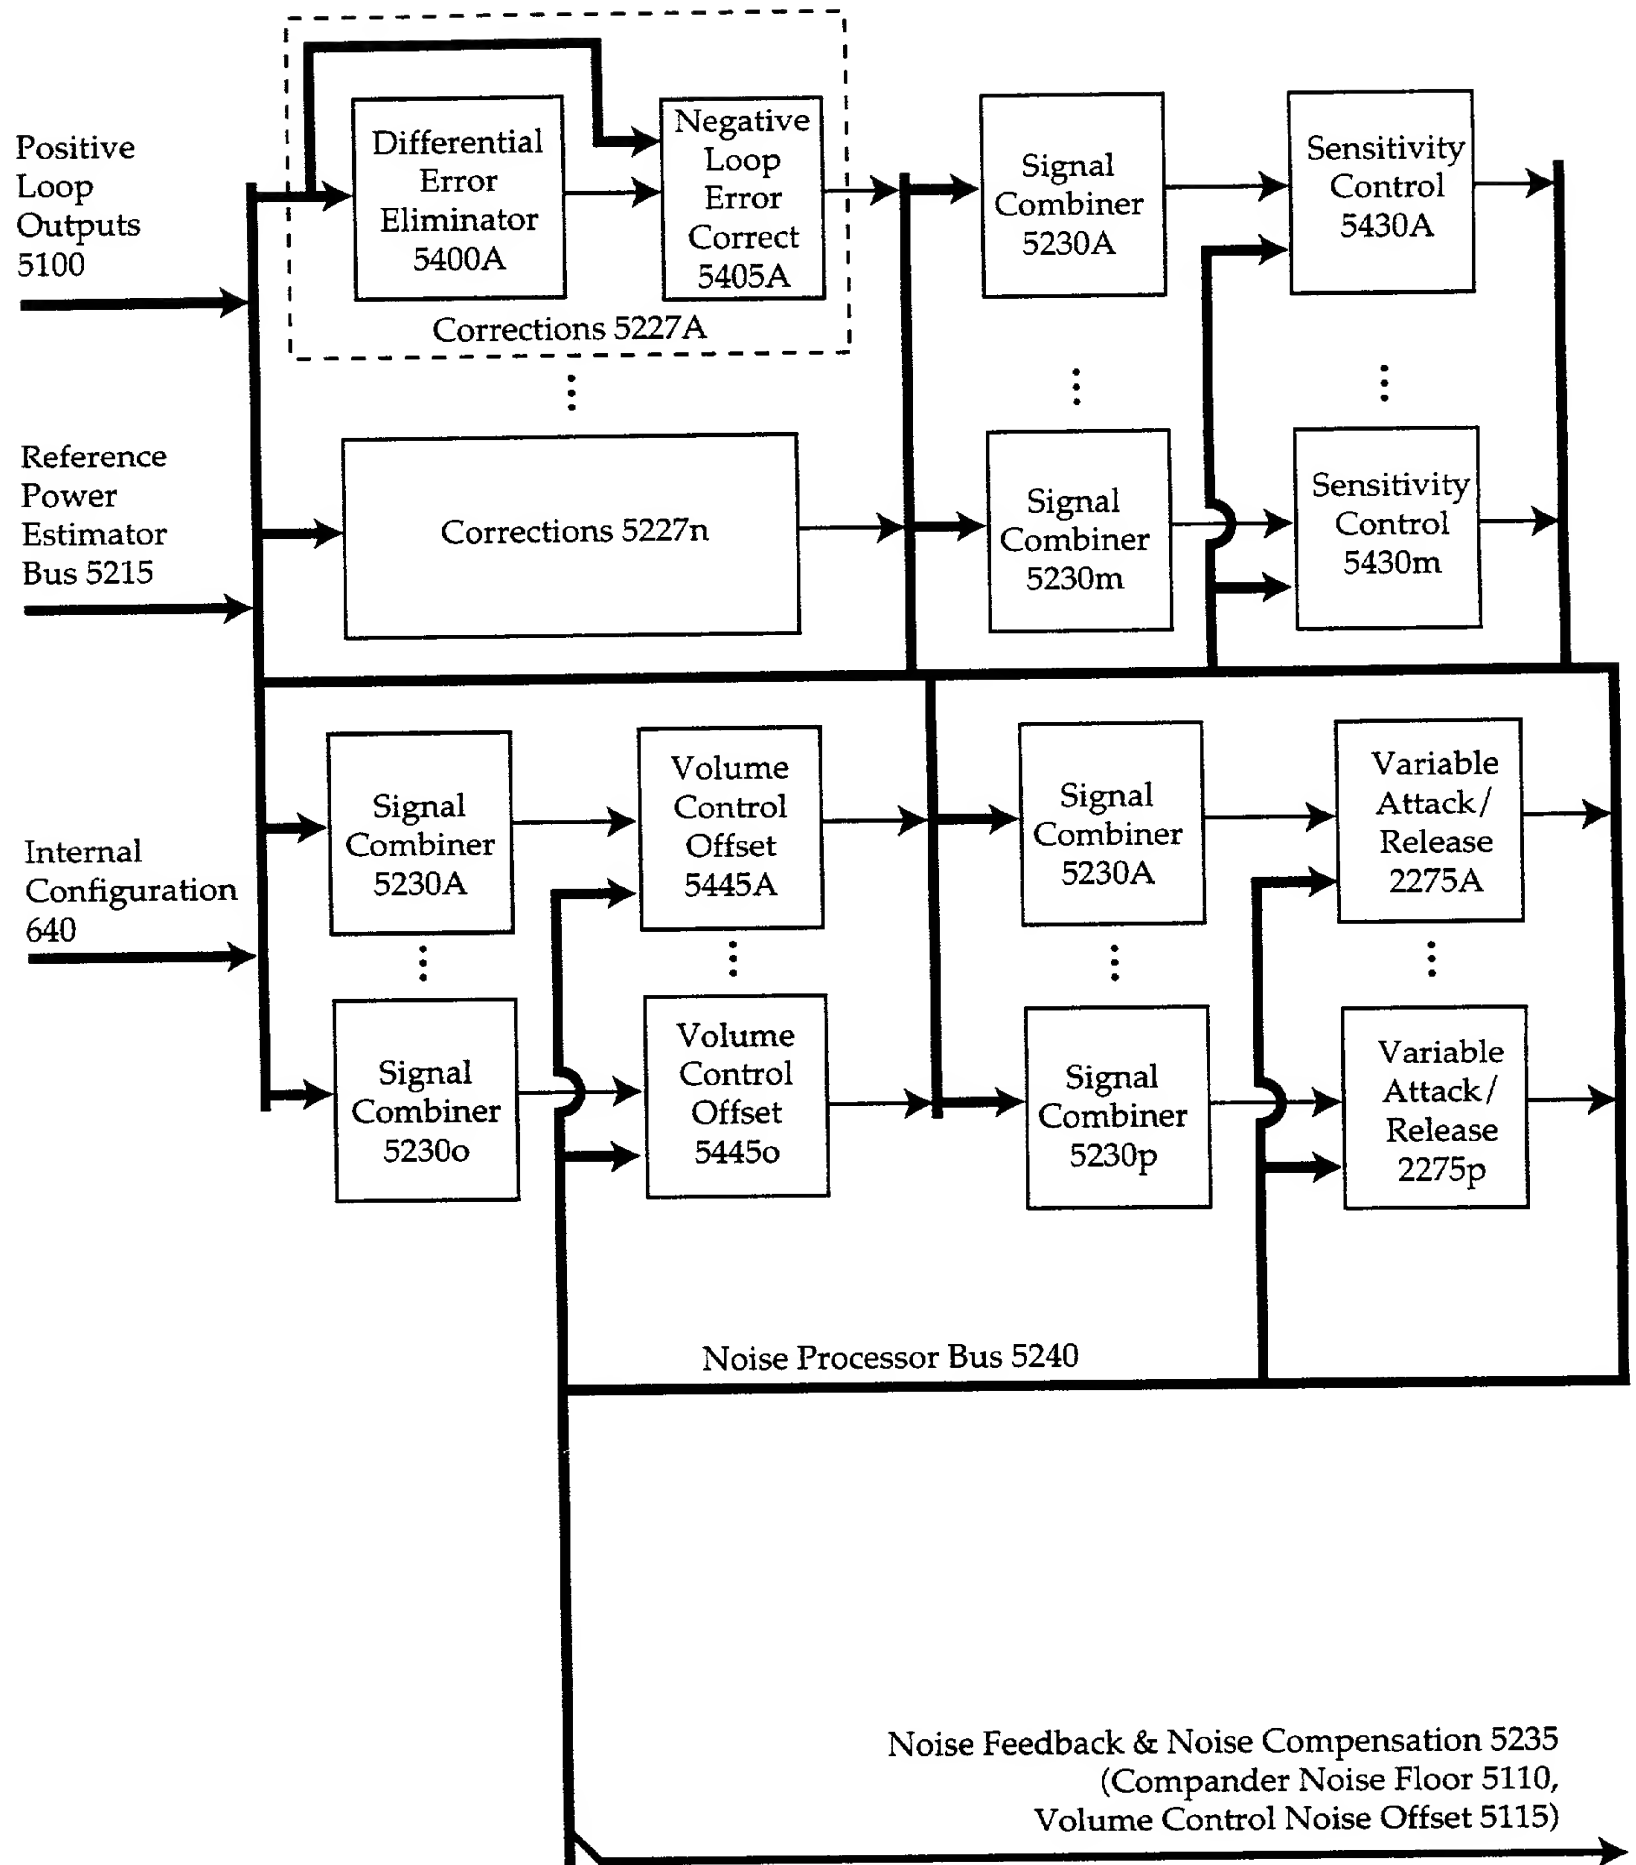 Positive
Loop
Outputs
5100
Differential
Error
Eliminator
5400A
Negative
Loop
Error
Correct
5405A
Corrections 5227A
Signal
Combiner
5230A
Sensitivity
Control
5430A
Reference
Power
Estimator
Bus 5215
Corrections 5227n
Signal
Combiner
5230m
Sensitivity
Control
5430m
Internal
Configuration
640
Signal
Combiner
5230A
Volume
Control
Offset
5445A
Signal
Combiner
5230A
Variable
Attack/
Release
2275A
Signal
Combiner
5230o
Volume
Control
Offset
5445o
Signal
Combiner
5230p
Variable
Attack/
Release
2275p
Noise Processor Bus 5240
Noise Feedback & Noise Compensation 5235
(Compander Noise Floor 5110,
Volume Control Noise Offset 5115)